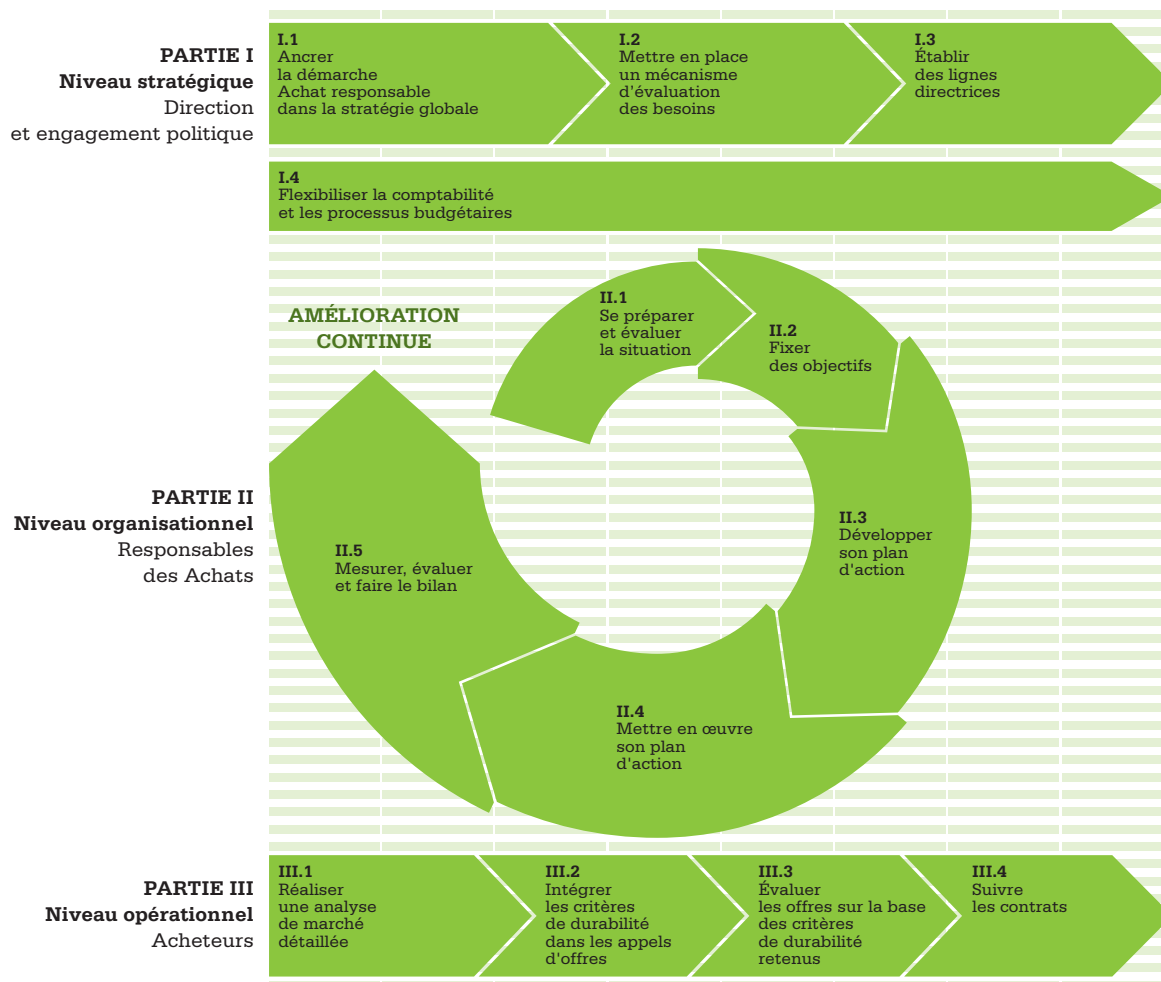 PARTIE I
Niveau stratégique
Direction
et engagement politique
I.1
Ancrer
la démarche
Achat responsable
dans la stratégie globale
I.2
Mettre en place
un mécanisme
d'évaluation
des besoins
I.3
Établir
des lignes
directrices
I.4
Flexibiliser la comptabilité
et les processus budgétaires
AMÉLIORATION
CONTINUE
PARTIE II
Niveau organisationnel
Responsables
des Achats
II.1
Se préparer
et évaluer
la situation
II.2
Fixer
des objectifs
II.3
Développer
son plan
d'action
II.4
Mettre en œuvre
son plan
d'action
II.5
Mesurer, évaluer
et faire le bilan
PARTIE III
Niveau opérationnel
Acheteurs
III.1
Réaliser
une analyse
de marché
détaillée
III.2
Intégrer
les critères
de durabilité
dans les appels
d'offres
III.3
Évaluer
les offres sur la base
des critères
de durabilité
retenus
III.4
Suivre
les contrats